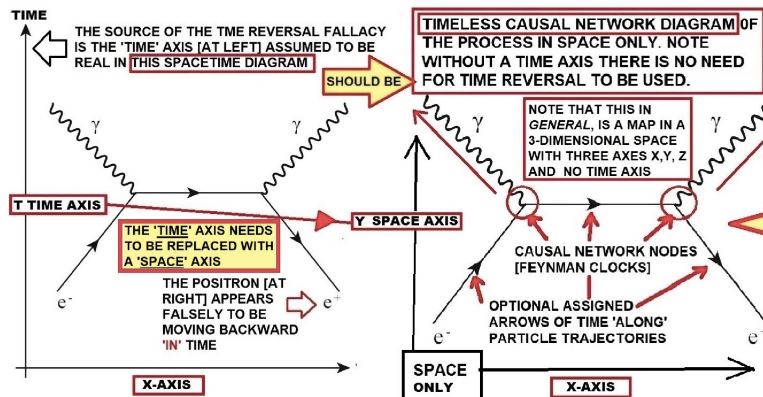 TIME
THE SOURCE OF THE TME REVERSAL FALLACY
IS THE 'TIME' AXIS [AT LEFT] ASSUMED TO BE
REAL IN THIS SPACETIME DIAGRAM
SHOULD BE
γ
γ
T TIME AXIS
THE 'TIME' AXIS NEEDS
TO BE REPLACED WITH
A 'SPACE' AXIS
THE POSITRON [AT
RIGHT] APPEARS
FALSELY TO BE
MOVING BACKWARD
'IN' TIME
e-
e+
X-AXIS
TIMELESS CAUSAL NETWORK DIAGRAM 0F
THE PROCESS IN SPACE ONLY. NOTE
WITHOUT A TIME AXIS THERE IS NO NEED
FOR TIME REVERSAL TO BE USED.
γ
NOTE THAT THIS IN
GENERAL, IS A MAP IN A
3-DIMENSIONAL SPACE
WITH THREE AXES X,Y, Z
AND NO TIME AXIS
γ
Y SPACE AXIS
CAUSAL NETWORK NODES
[FEYNMAN CLOCKS]
OPTIONAL ASSIGNED
ARROWS OF TIME 'ALONG'
PARTICLE TRAJECTORIES
e-
e
SPACE
ONLY
X-AXIS